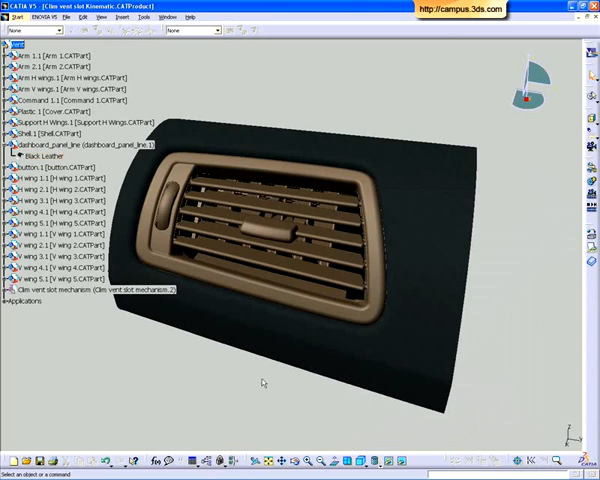 CATIA V5 - [Clim vent slot Kinematic.CATProduct]
http://campus.3ds.com
Start ENOVIA V5 File Edit View Insert Tools Window Help
None None
vent
Arm 1.1 [Arm 1.CATPart]
Arm 2.1 [Arm 2.CATPart]
Arm H wings.1 [Arm H wings.CATPart]
Arm V wings.1 [Arm V wings.CATPart]
Command 1.1 [Command 1.CATPart]
Plastic 1 [Cover.CATPart]
Support H Wings.1 [Support H Wings.CATPart]
Shell.1 [Shell.CATPart]
dashboard_panel_line (dashboard_panel_line.1)
Black Leather
button.1 [button.CATPart]
H wing 1.1 [H wing 1.CATPart]
H wing 2.1 [H wing 2.CATPart]
H wing 3.1 [H wing 3.CATPart]
H wing 4.1 [H wing 4.CATPart]
H wing 5.1 [H wing 5.CATPart]
V wing 1.1 [V wing 1.CATPart]
V wing 2.1 [V wing 2.CATPart]
V wing 3.1 [V wing 3.CATPart]
V wing 4.1 [V wing 4.CATPart]
V wing 5.1 [V wing 5.CATPart]
Clim vent slot mechanism (Clim vent slot mechanism.2)
Applications
z
x
f(x)
CATIA
Select an object or a command